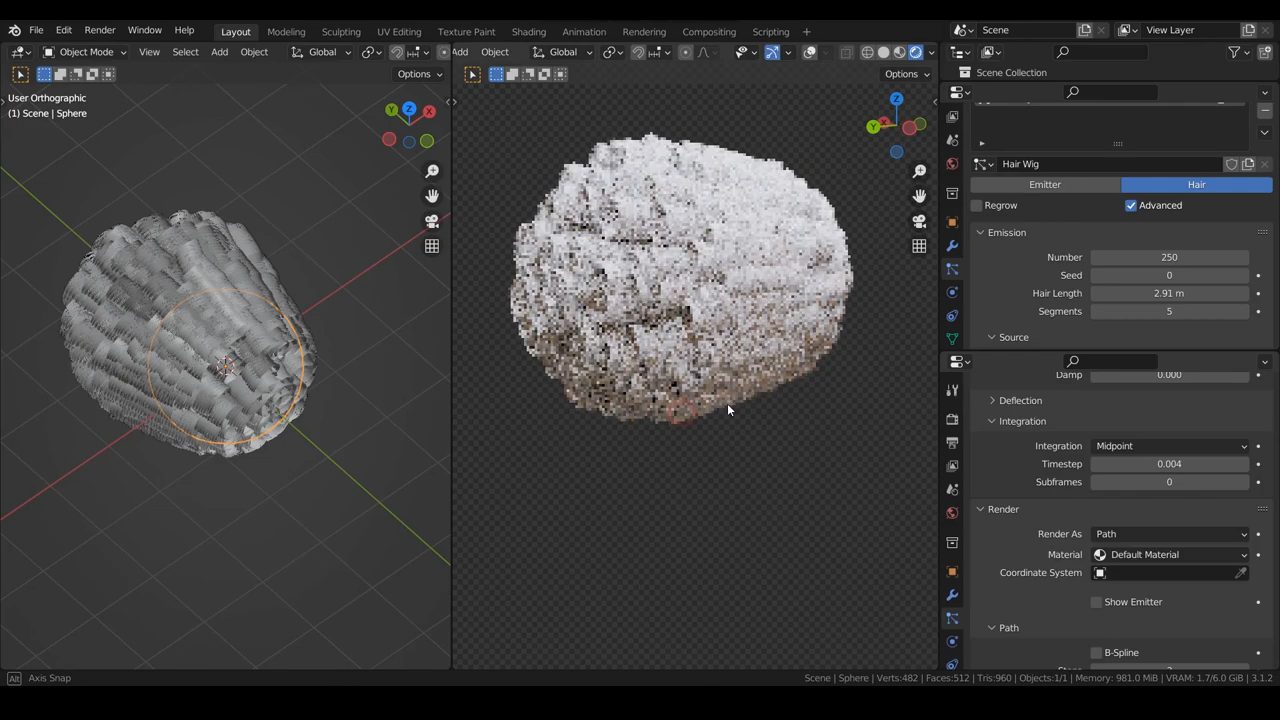 File Edit Render Window Help Layout Modeling Sculpting UV Editing Texture Paint Shading Animation Rendering Compositing Scripting + Scene View Layer
Object Mode View Select Add Object Global Add Object Global
Options Options Scene Collection
User Orthographic
(1) Scene | Sphere
Z Y X
Z Y X
Hair Wig
Emitter Hair
Regrow Advanced
Emission
Number 250
Seed 0
Hair Length 2.91 m
Segments 5
Source
Damp 0.000
Deflection
Integration
Integration Midpoint
Timestep 0.004
Subframes 0
Render
Render As Path
Material Default Material
Coordinate System
Show Emitter
Path
B-Spline
Alt Axis Snap Scene | Sphere | Verts:482 | Faces:512 | Tris:960 | Objects:1/1 | Memory: 981.0 MiB | VRAM: 1.7/6.0 GiB | 3.1.2